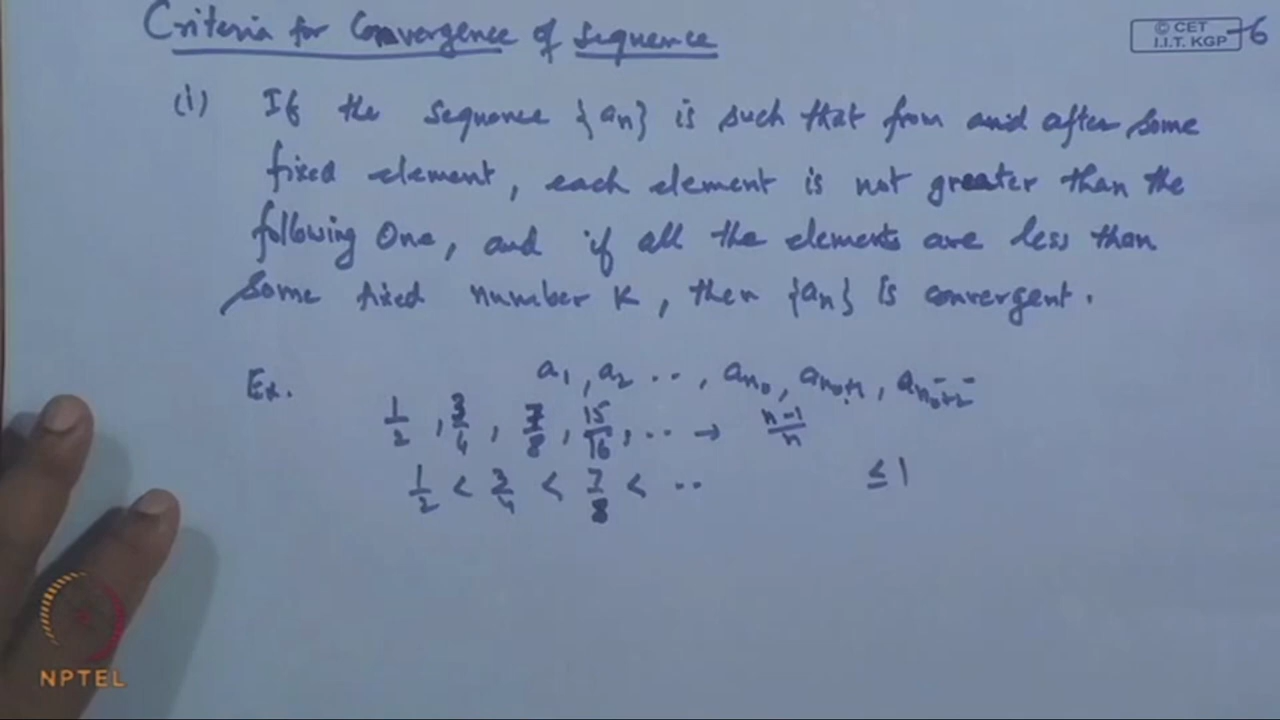 Criteria for Convergence of Sequence
© CET
I.I.T. KGP
-6
(i) If the sequence {an} is such that from and after some
fixed element, each element is not greater than the
following One, and if all the elements are less than
some fixed number K, then {an} is convergent.
Ex. a1, a2 .., an0, an0+1, an0+2 --
1/2, 3/4, 7/8, 15/16, .. → n-1/n
1/2 < 3/4 < 7/8 < .. ≤ 1
NPTEL